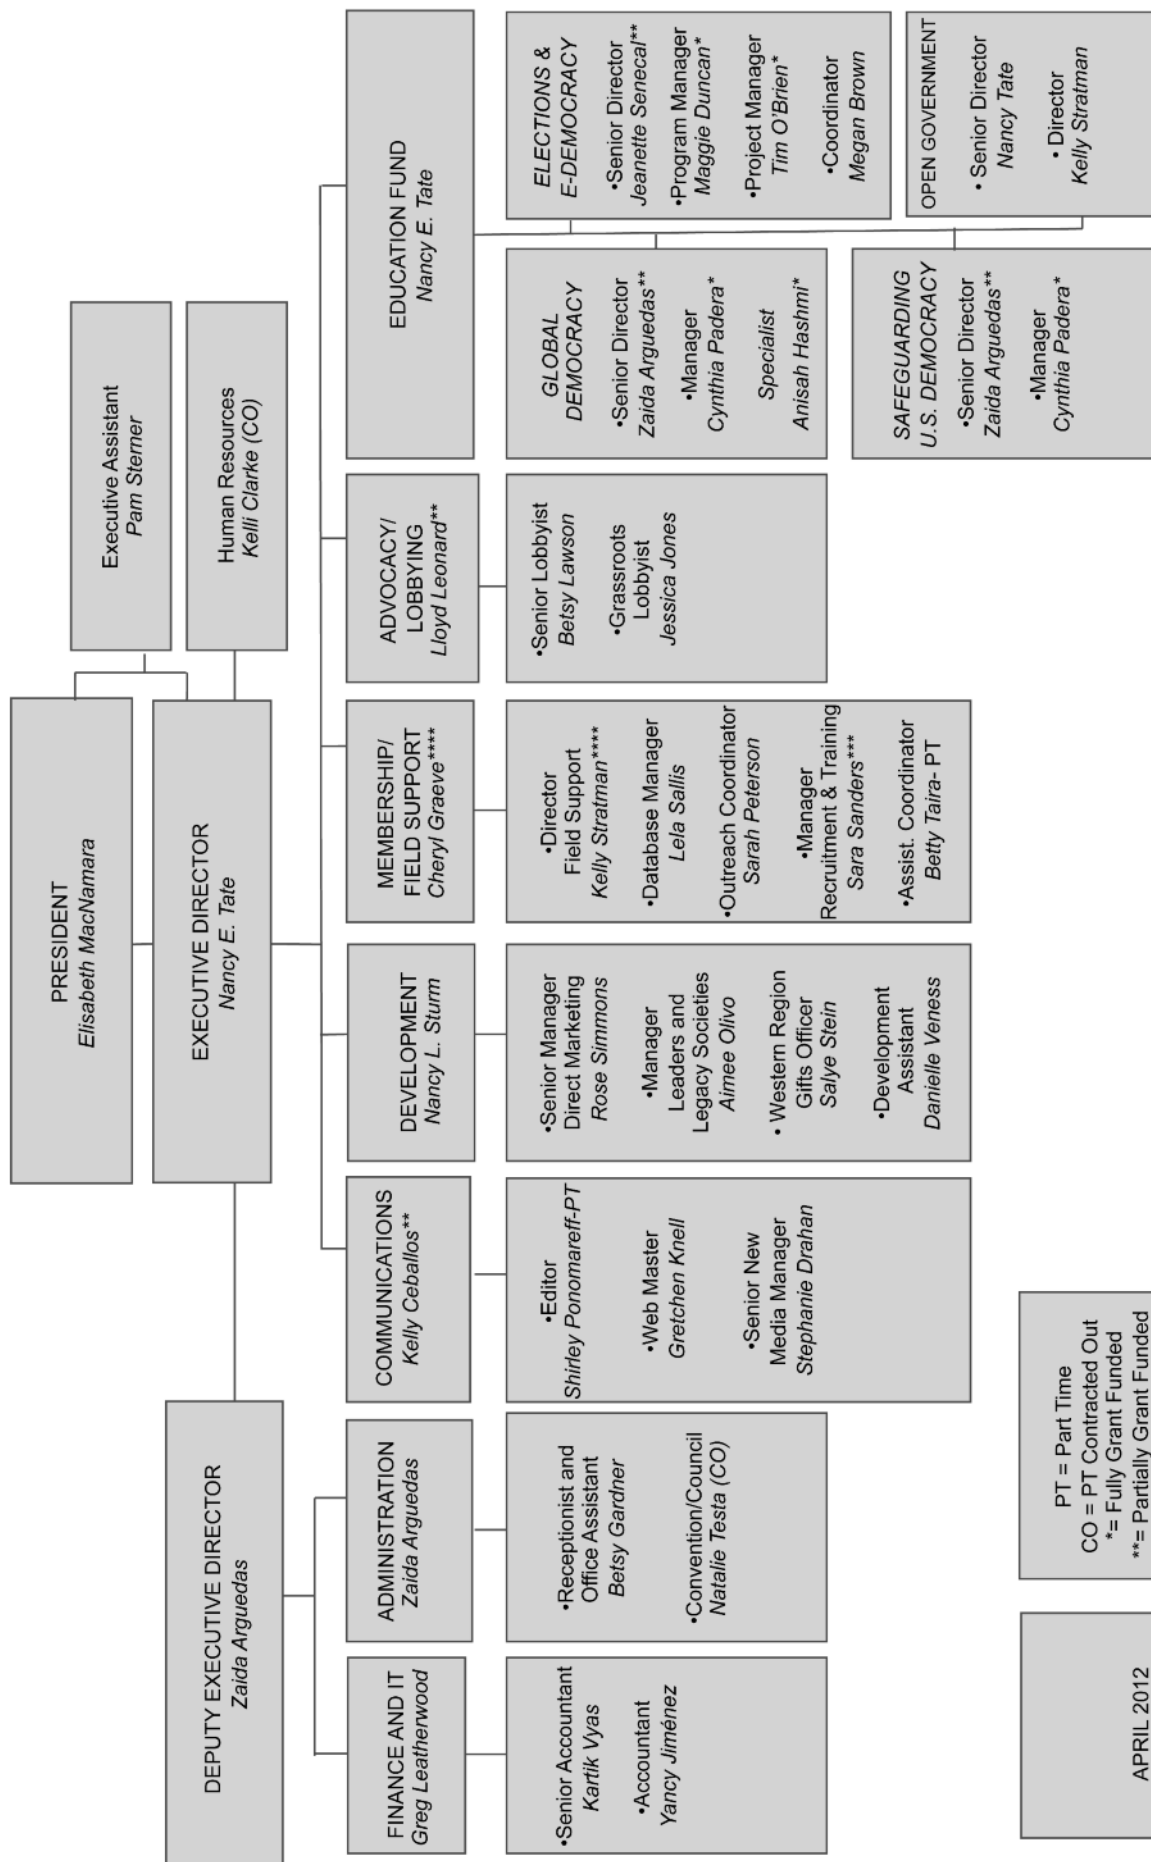 PRESIDENT
Elisabeth MacNamara
EXECUTIVE DIRECTOR
Nancy E. Tate
Executive Assistant
Pam Sterner
Human Resources
Kelli Clarke (CO)
DEPUTY EXECUTIVE DIRECTOR
Zaida Arguedas
FINANCE AND IT
Greg Leatherwood
•Senior Accountant
Kartik Vyas
•Accountant
Yancy Jiménez
ADMINISTRATION
Zaida Arguedas
•Receptionist and
Office Assistant
Betsy Gardner
•Convention/Council
Natalie Testa (CO)
COMMUNICATIONS
Kelly Ceballos**
•Editor
Shirley Ponomareff-PT
•Web Master
Gretchen Knell
•Senior New
Media Manager
Stephanie Drahan
DEVELOPMENT
Nancy L. Sturm
•Senior Manager
Direct Marketing
Rose Simmons
•Manager
Leaders and
Legacy Societies
Aimee Olivo
• Western Region
Gifts Officer
Salye Stein
•Development
Assistant
Danielle Veness
MEMBERSHIP/
FIELD SUPPORT
Cheryl Graeve****
•Director
Field Support
Kelly Stratman****
•Database Manager
Lela Sallis
•Outreach Coordinator
Sarah Peterson
•Manager
Recruitment & Training
Sara Sanders***
•Assist. Coordinator
Betty Taira- PT
ADVOCACY/
LOBBYING
Lloyd Leonard**
•Senior Lobbyist
Betsy Lawson
•Grassroots
Lobbyist
Jessica Jones
EDUCATION FUND
Nancy E. Tate
GLOBAL
DEMOCRACY
•Senior Director
Zaida Arguedas**
•Manager
Cynthia Padera*
Specialist
Anisah Hashmi*
ELECTIONS &
E-DEMOCRACY
•Senior Director
Jeanette Senecal**
•Program Manager
Maggie Duncan*
•Project Manager
Tim O'Brien*
•Coordinator
Megan Brown
SAFEGUARDING
U.S. DEMOCRACY
•Senior Director
Zaida Arguedas**
•Manager
Cynthia Padera*
OPEN GOVERNMENT
• Senior Director
Nancy Tate
• Director
Kelly Stratman
APRIL 2012
PT = Part Time
CO = PT Contracted Out
*= Fully Grant Funded
**= Partially Grant Funded